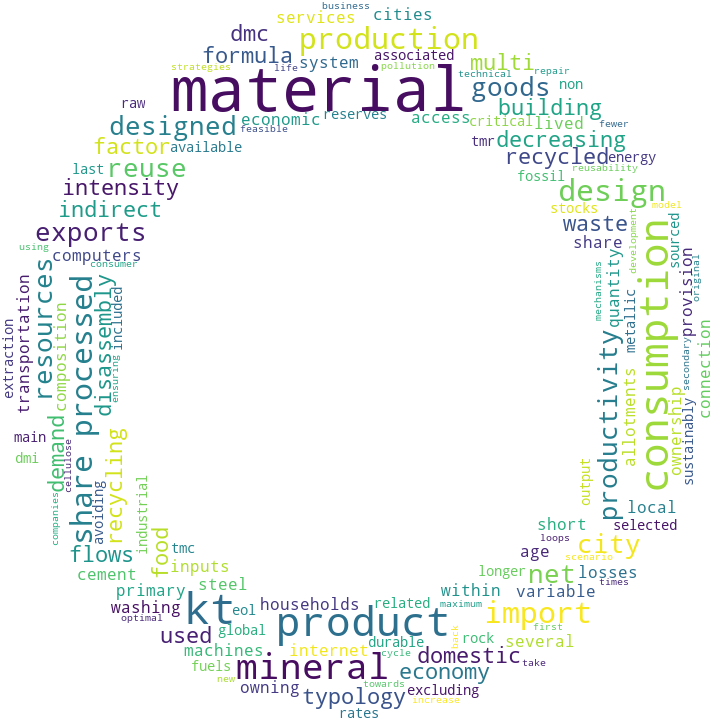 business
services cities
dmc production
formula system associated multi
strategies life pollution technical repair
raw material goods non
economic reserves access critical building
designed feasible lived fewer
factor available tmr decreasing
last reuse recycled energy
intensity fossil reusability
indirect design
stocks model
exports waste
using computers share
consumer
resources
share processed
disassembly
included
ensuring
composition
transportation
extraction
consumption
sourced
provision
original
development
quantity
mechanisms
metallic
productivity
allotments
ownership
secondary
sustainably
connection
main
dmi
demand
cellulose
companies
avoiding
recycling
industrial
output
local
short selected
loops
flows food tmc age city
scenario
cement inputs longer net losses
primary steel within variable times
washing kt households related maximum import
optimal used eol product first
global durable rock several
machines internet cycle back
fuels mineral domestic take
new owning towards economy excluding
typology increase
rates